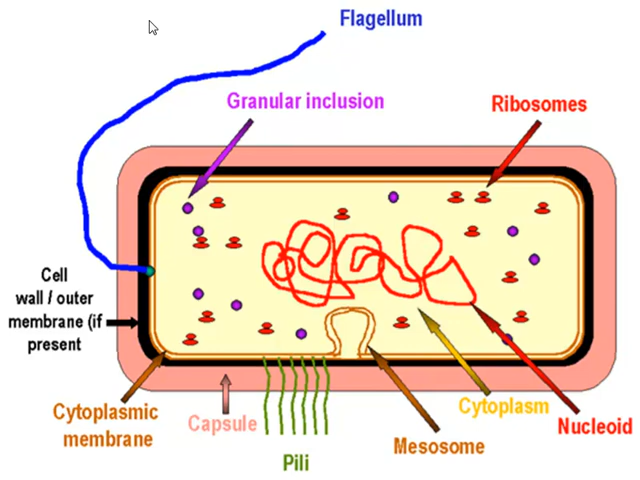 Flagellum
Granular inclusion
Ribosomes
Cell
wall / outer
membrane (if
present
Cytoplasmic
membrane
Capsule
Pili
Mesosome
Cytoplasm
Nucleoid